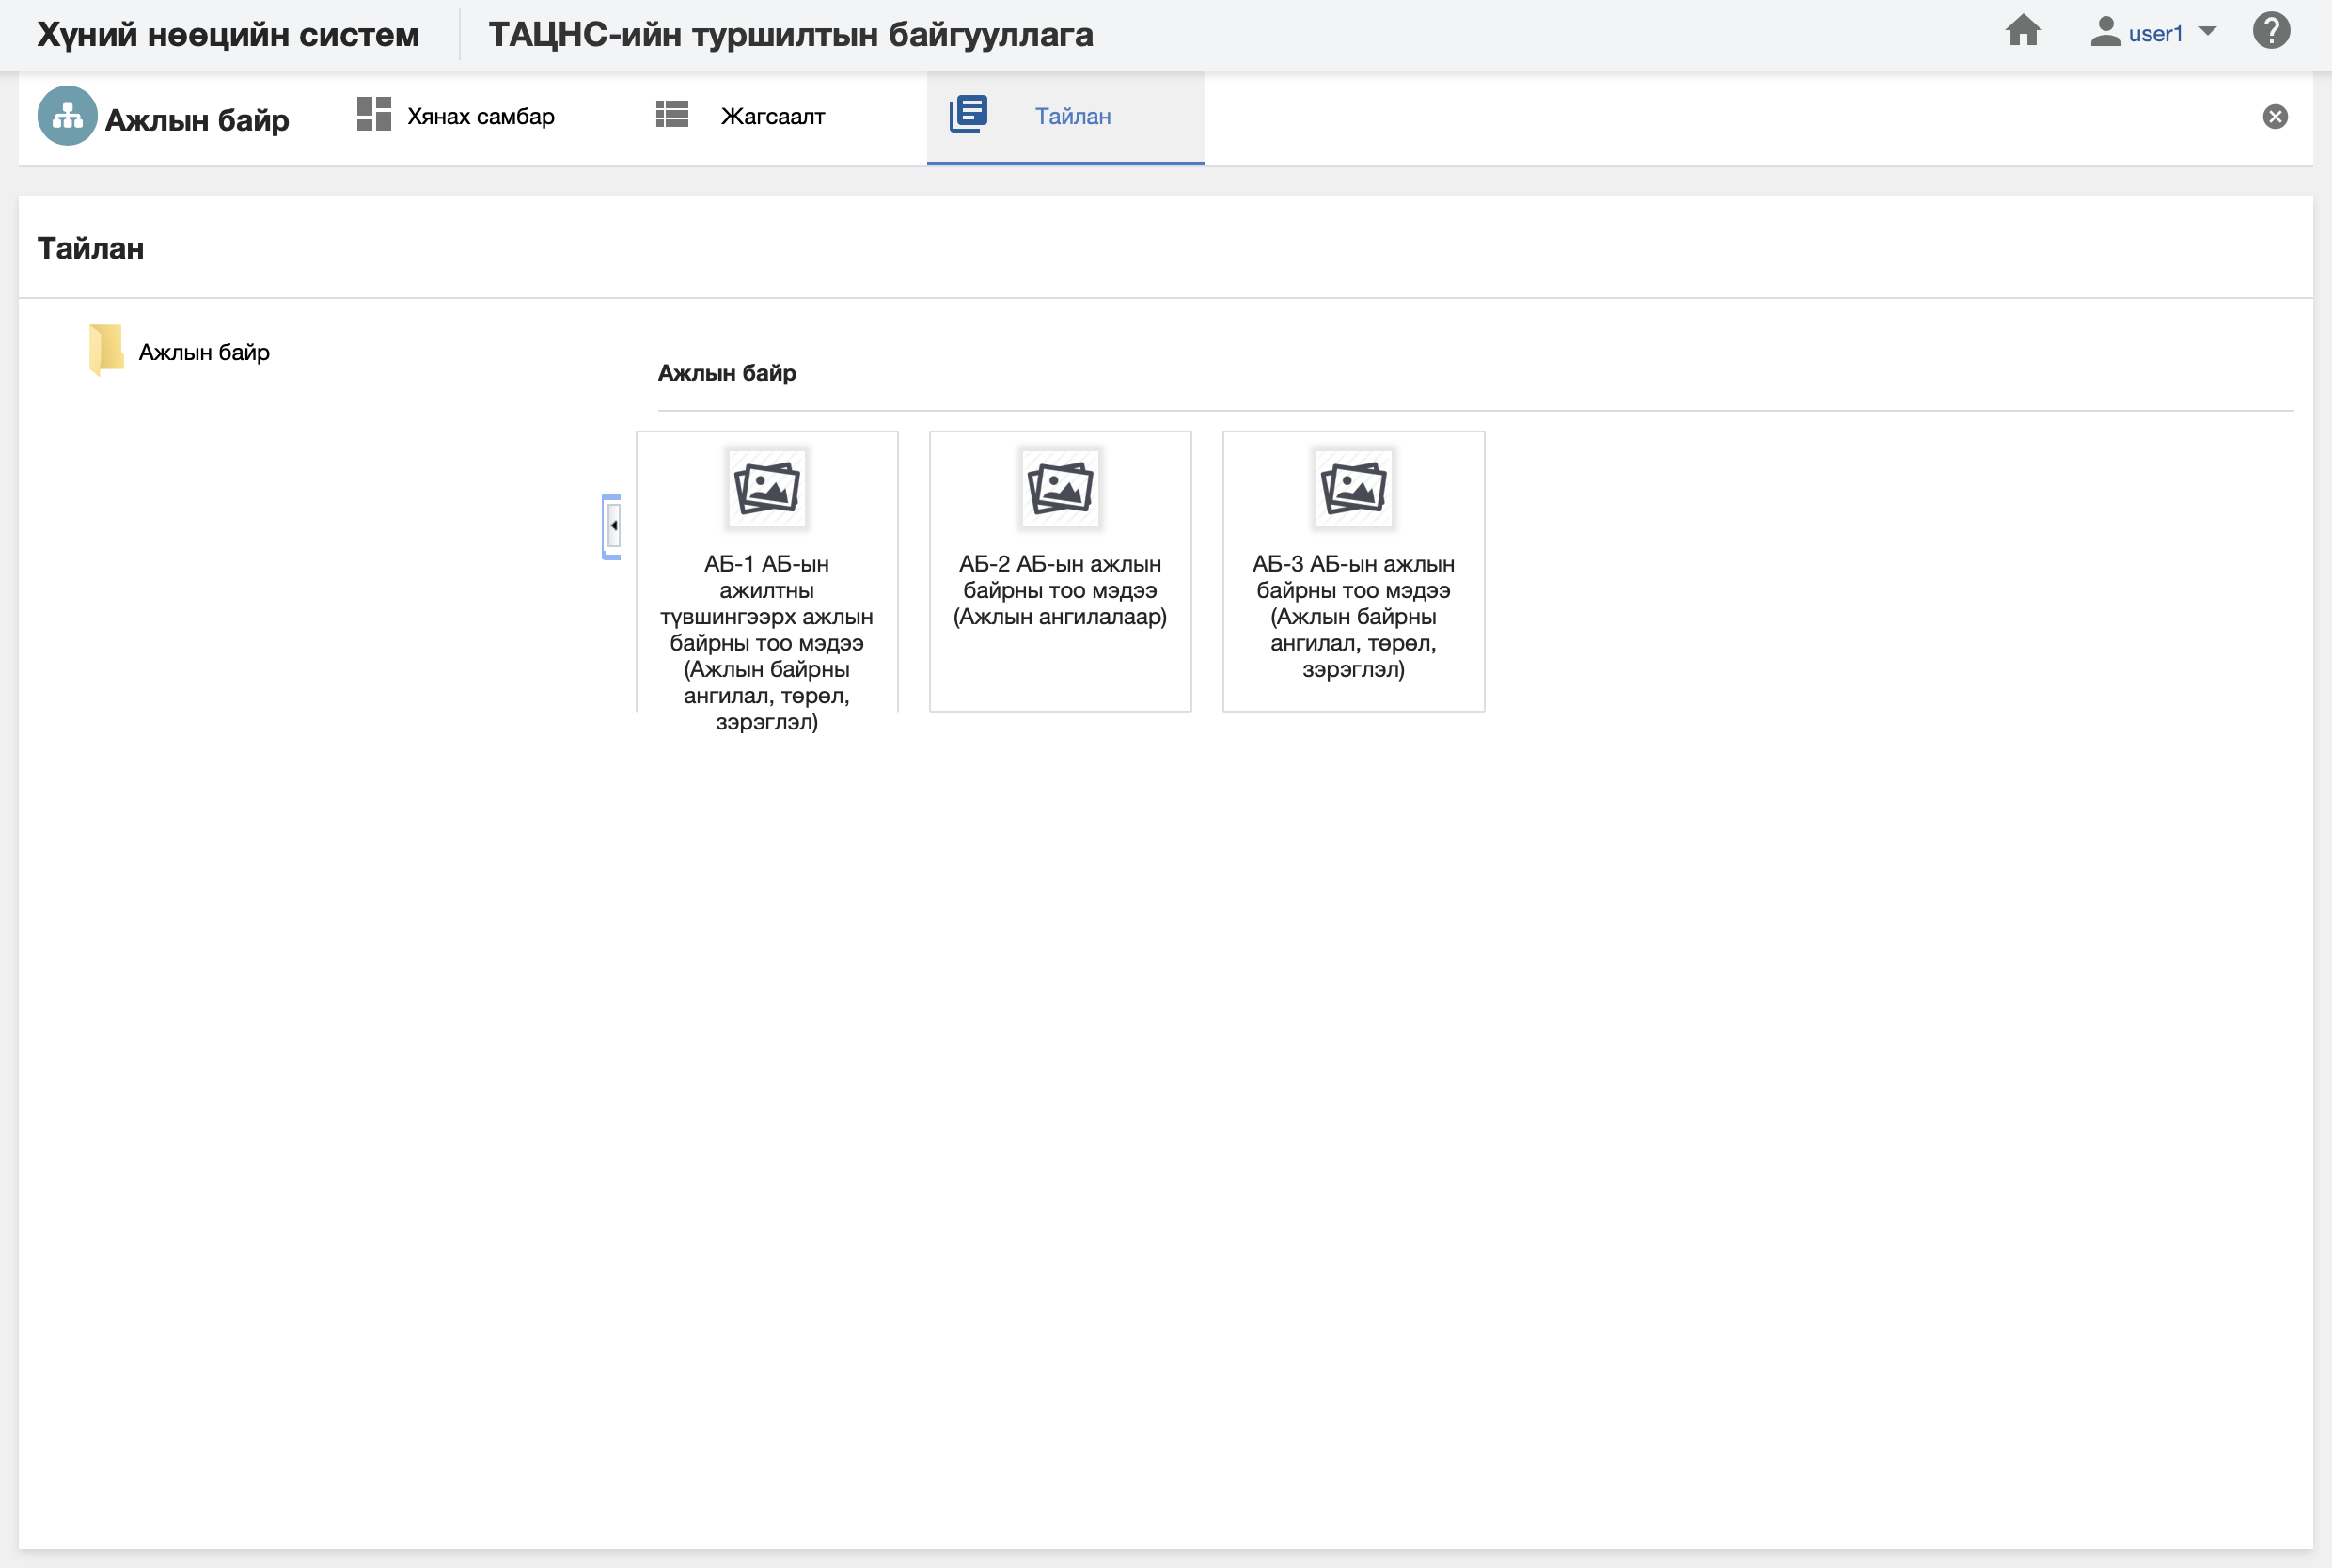 Хүний нөөцийн систем
ТАЦНС-ийн туршилтын байгууллага
user1
Ажлын байр
Хянах самбар
Жагсаалт
Тайлан
Тайлан
Ажлын байр
Ажлын байр
АБ-1 АБ-ын
ажилтны
түвшингээрх ажлын
байрны тоо мэдээ
(Ажлын байрны
ангилал, төрөл,
зэрэглэл)
АБ-2 АБ-ын ажлын
байрны тоо мэдээ
(Ажлын ангилалаар)
АБ-3 АБ-ын ажлын
байрны тоо мэдээ
(Ажлын байрны
ангилал, төрөл,
зэрэглэл)